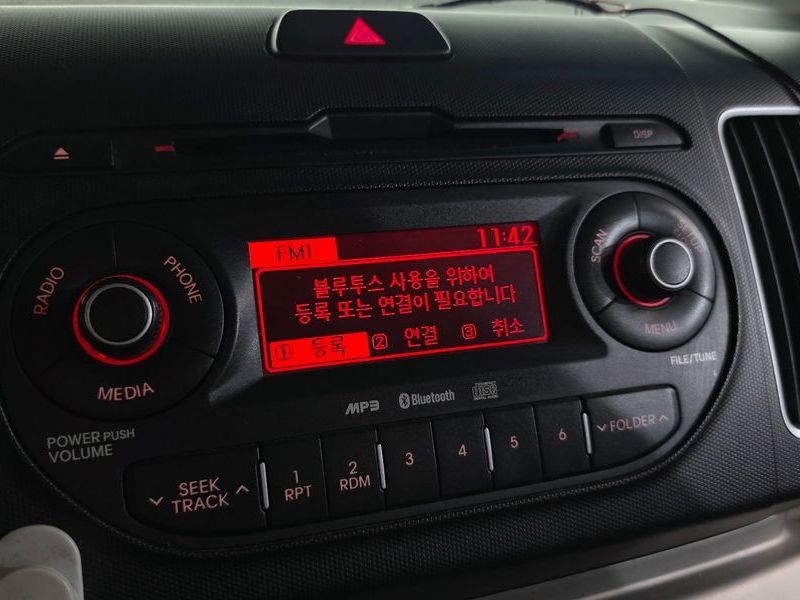 DISP
FM1 11:42
블루투스 사용을 위하여
등록 또는 연결이 필요합니다
1 등록 2 연결 3 취소
RADIO
PHONE
MEDIA
POWER PUSH
VOLUME
SCAN
SETUP
MENU
FILE/TUNE
MP3 Bluetooth disc
DIGITAL AUDIO
SEEK
TRACK
1
RPT
2
RDM
3
4
5
6
FOLDER